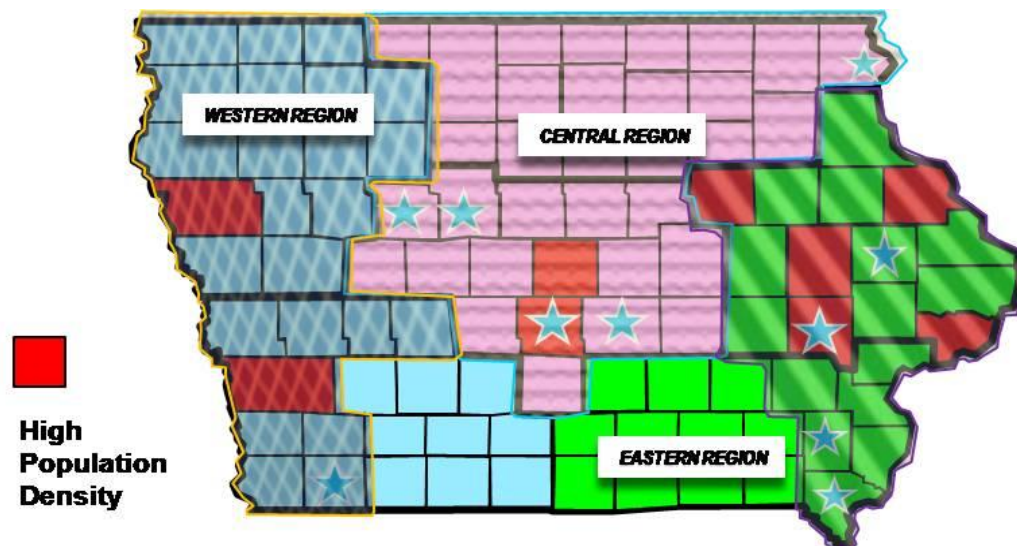 WESTERN REGION
CENTRAL REGION
EASTERN REGION
High
Population
Density